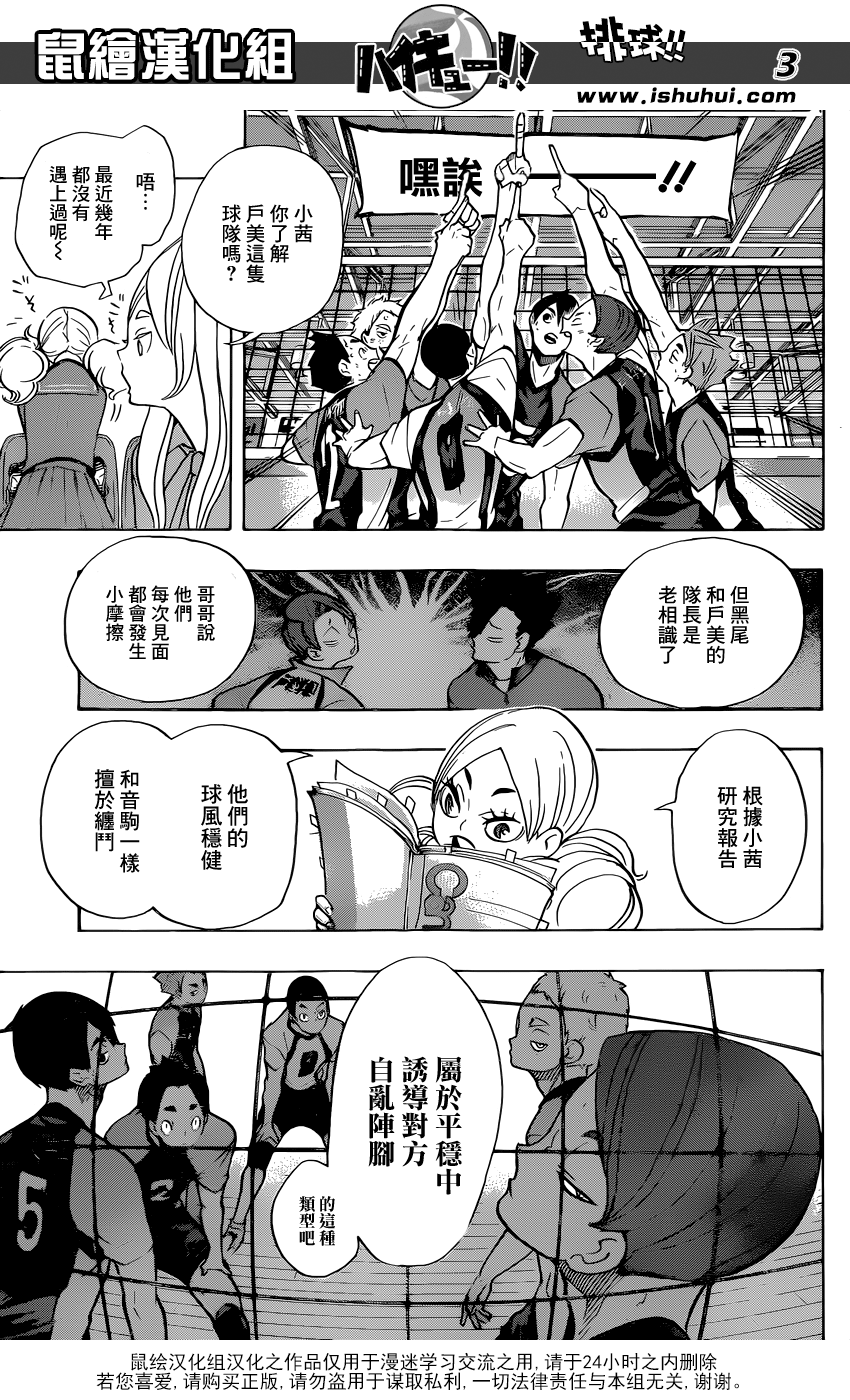 鼠繪漢化組
ハイキュー!!
排球!!
3
www.ishuhui.com
嘿誒——!!
小茜
你了解
戶美這隻
球隊嗎?
唔…
最近幾年
都沒有
遇上過呢~
但黑尾
和戶美的
隊長是
老相識了
哥哥說
他們
每次見面
都會發生
小摩擦
根據小茜
研究報告
他們的
球風穩健
和音駒一樣
擅於纏鬥
屬於平穩中
誘導對方
自亂陣腳
的這種
類型吧
5
2
鼠绘汉化组汉化之作品仅用于漫迷学习交流之用, 请于24小时之内删除
若您喜爱, 请购买正版, 请勿盗用于谋取私利, 一切法律责任与本组无关, 谢谢。